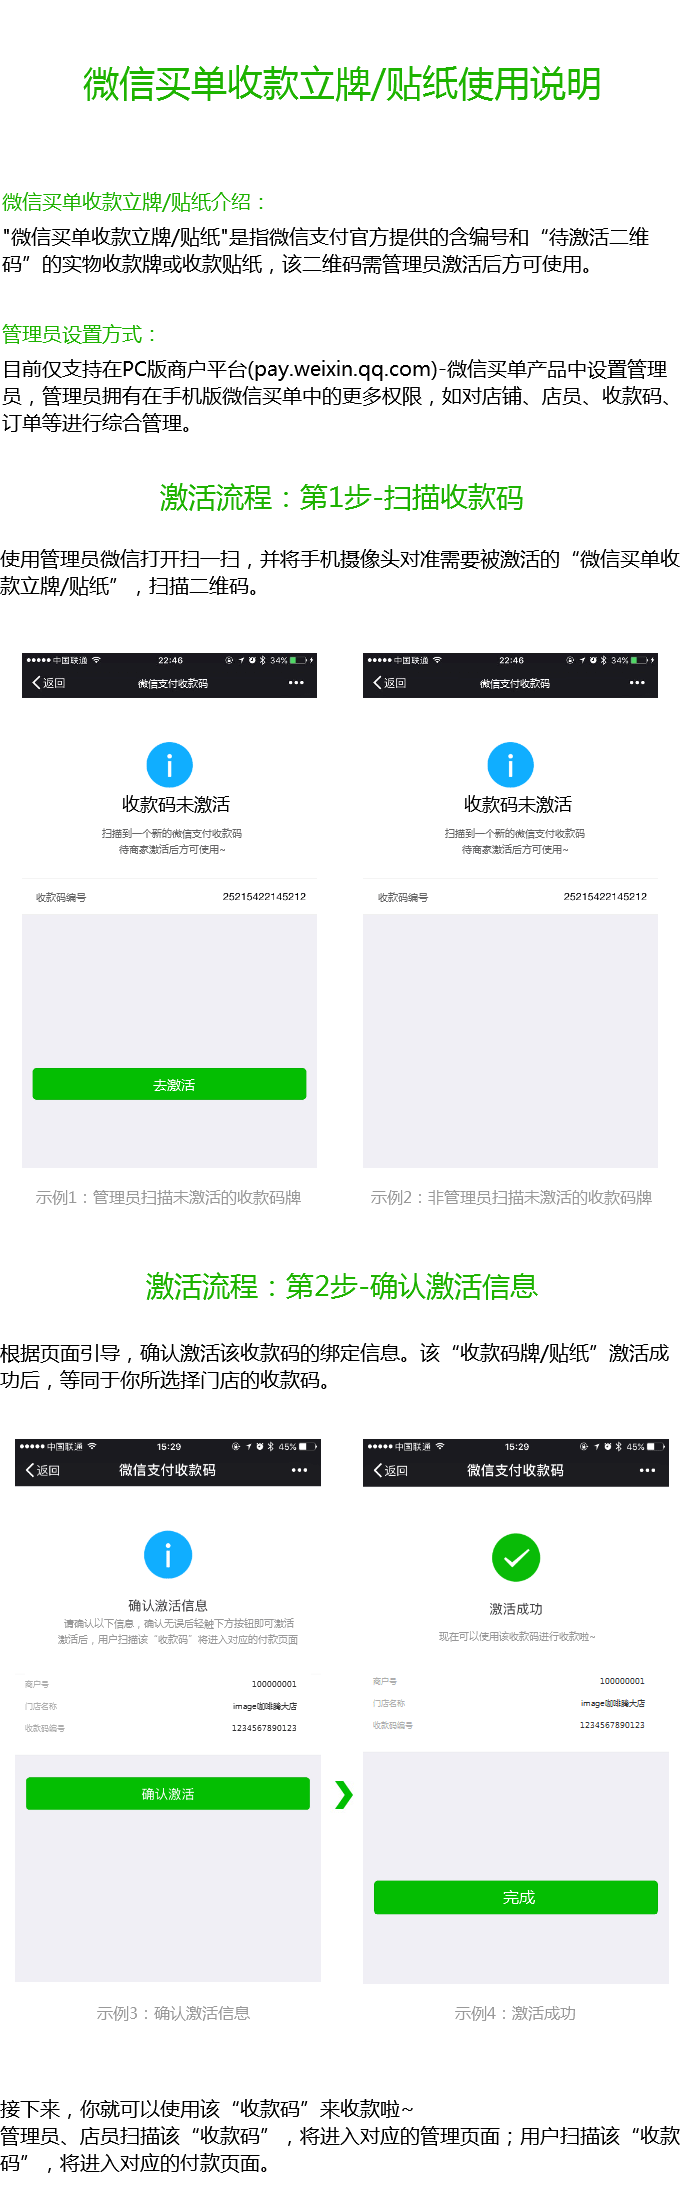 微信买单收款立牌/贴纸使用说明
微信买单收款立牌/贴纸介绍：
"微信买单收款立牌/贴纸"是指微信支付官方提供的含编号和“待激活二维
码”的实物收款牌或收款贴纸，该二维码需管理员激活后方可使用。
管理员设置方式：
目前仅支持在PC版商户平台(pay.weixin.qq.com)-微信买单产品中设置管理
员，管理员拥有在手机版微信买单中的更多权限，如对店铺、店员、收款码、
订单等进行综合管理。
激活流程：第1步-扫描收款码
使用管理员微信打开扫一扫，并将手机摄像头对准需要被激活的“微信买单收
款立牌/贴纸”，扫描二维码。
中国联通 22:46 34%
返回 微信支付收款码
收款码未激活
扫描到一个新的微信支付收款码
待商家激活后方可使用~
收款码编号 25215422145212
去激活
示例1：管理员扫描未激活的收款码牌
中国联通 22:46 34%
返回 微信支付收款码
收款码未激活
扫描到一个新的微信支付收款码
待商家激活后方可使用~
收款码编号 25215422145212
示例2：非管理员扫描未激活的收款码牌
激活流程：第2步-确认激活信息
根据页面引导，确认激活该收款码的绑定信息。该“收款码牌/贴纸”激活成
功后，等同于你所选择门店的收款码。
中国联通 15:29 45%
返回 微信支付收款码
确认激活信息
请确认以下信息，确认无误后轻触下方按钮即可激活
激活后，用户扫描该“收款码”将进入对应的付款页面
商户号 100000001
门店名称 image咖啡腾大店
收款码编号 1234567890123
确认激活
示例3：确认激活信息
中国联通 15:29 45%
返回 微信支付收款码
激活成功
现在可以使用该收款码进行收款啦~
商户号 100000001
门店名称 image咖啡腾大店
收款码编号 1234567890123
完成
示例4：激活成功
接下来，你就可以使用该“收款码”来收款啦~
管理员、店员扫描该“收款码”，将进入对应的管理页面；用户扫描该“收款
码”，将进入对应的付款页面。